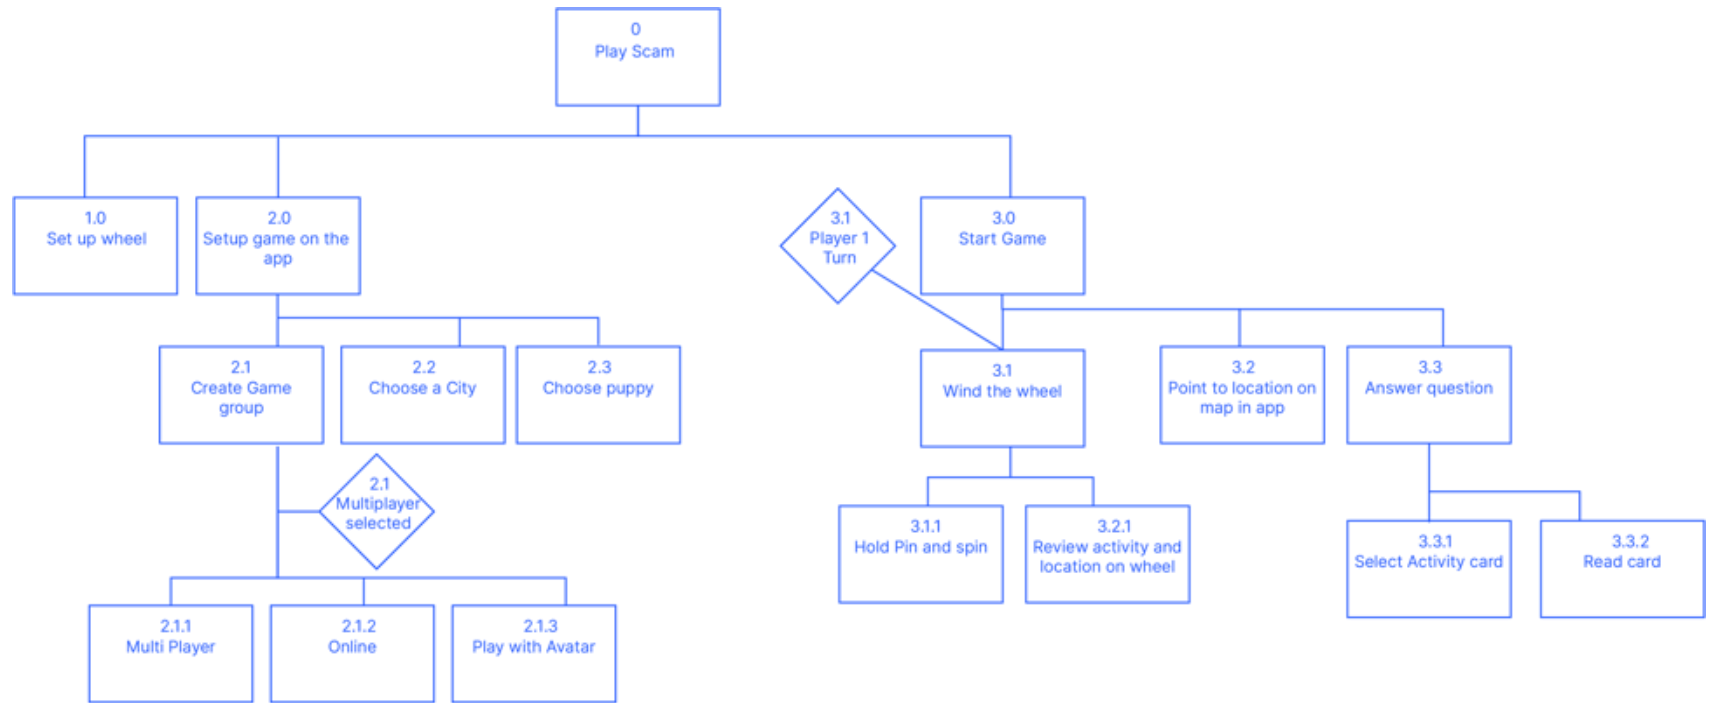 0
Play Scam
1.0
Set up wheel
2.0
Setup game on the
app
3.1
Player 1
Turn
3.0
Start Game
2.1
Create Game
group
2.2
Choose a City
2.3
Choose puppy
3.1
Wind the wheel
3.2
Point to location on
map in app
3.3
Answer question
2.1
Multiplayer
selected
3.1.1
Hold Pin and spin
3.2.1
Review activity and
location on wheel
3.3.1
Select Activity card
3.3.2
Read card
2.1.1
Multi Player
2.1.2
Online
2.1.3
Play with Avatar